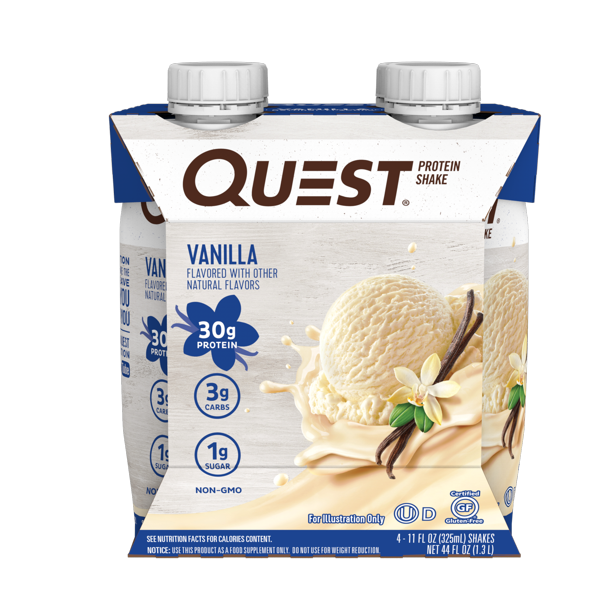 QUEST® PROTEIN
SHAKE
VANILLA
FLAVORED WITH OTHER
NATURAL FLAVORS
30g
PROTEIN
3g
CARBS
1g
SUGAR
NON-GMO
For Illustration Only
U D
Certified
GF
Gluten-Free
SEE NUTRITION FACTS FOR CALORIES CONTENT.
NOTICE: USE THIS PRODUCT AS A FOOD SUPPLEMENT ONLY. DO NOT USE FOR WEIGHT REDUCTION.
4 - 11 FL OZ (325mL) SHAKES
NET 44 FL OZ (1.3 L)